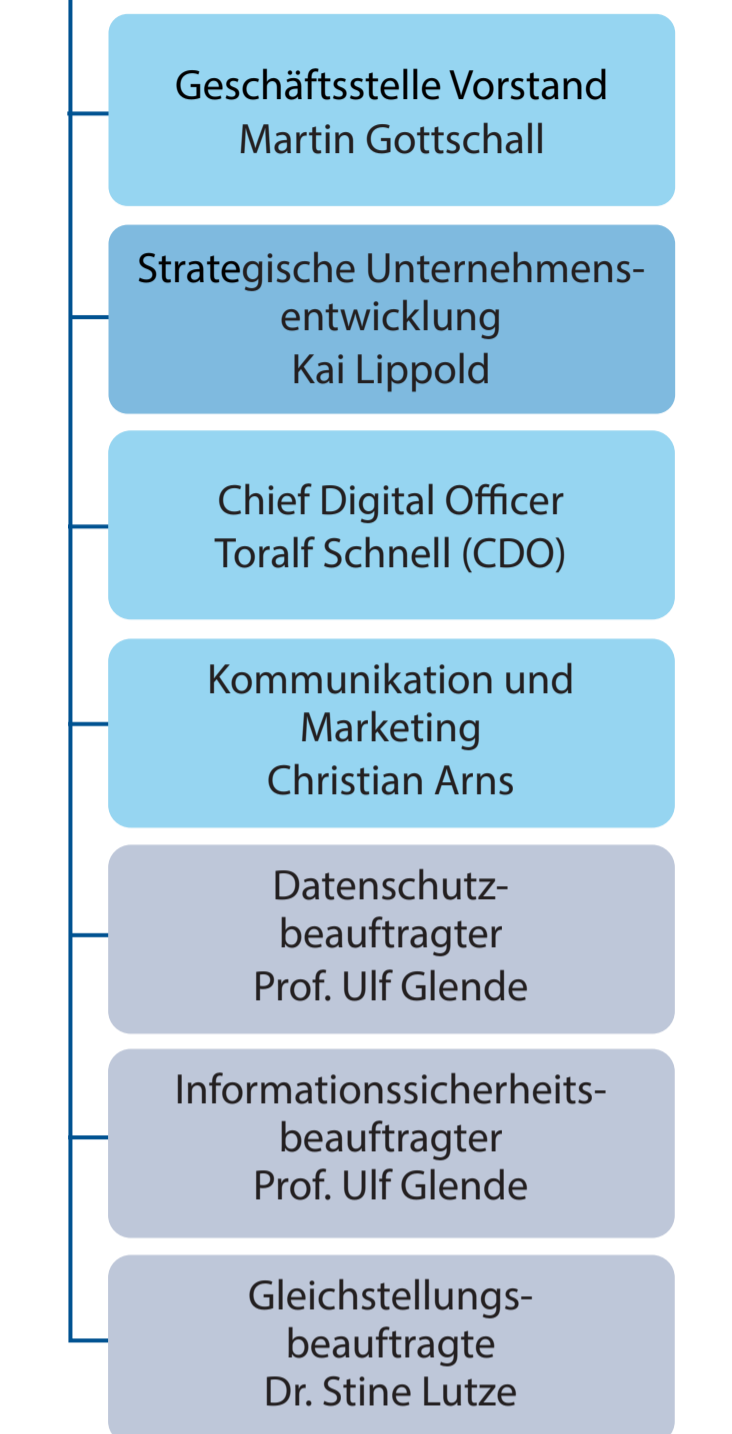 Geschäftsstelle Vorstand
Martin Gottschall
Strategische Unternehmens-
entwicklung
Kai Lippold
Chief Digital Officer
Toralf Schnell (CDO)
Kommunikation und
Marketing
Christian Arns
Datenschutz-
beauftragter
Prof. Ulf Glende
Informationssicherheits-
beauftragter
Prof. Ulf Glende
Gleichstellungs-
beauftragte
Dr. Stine Lutze